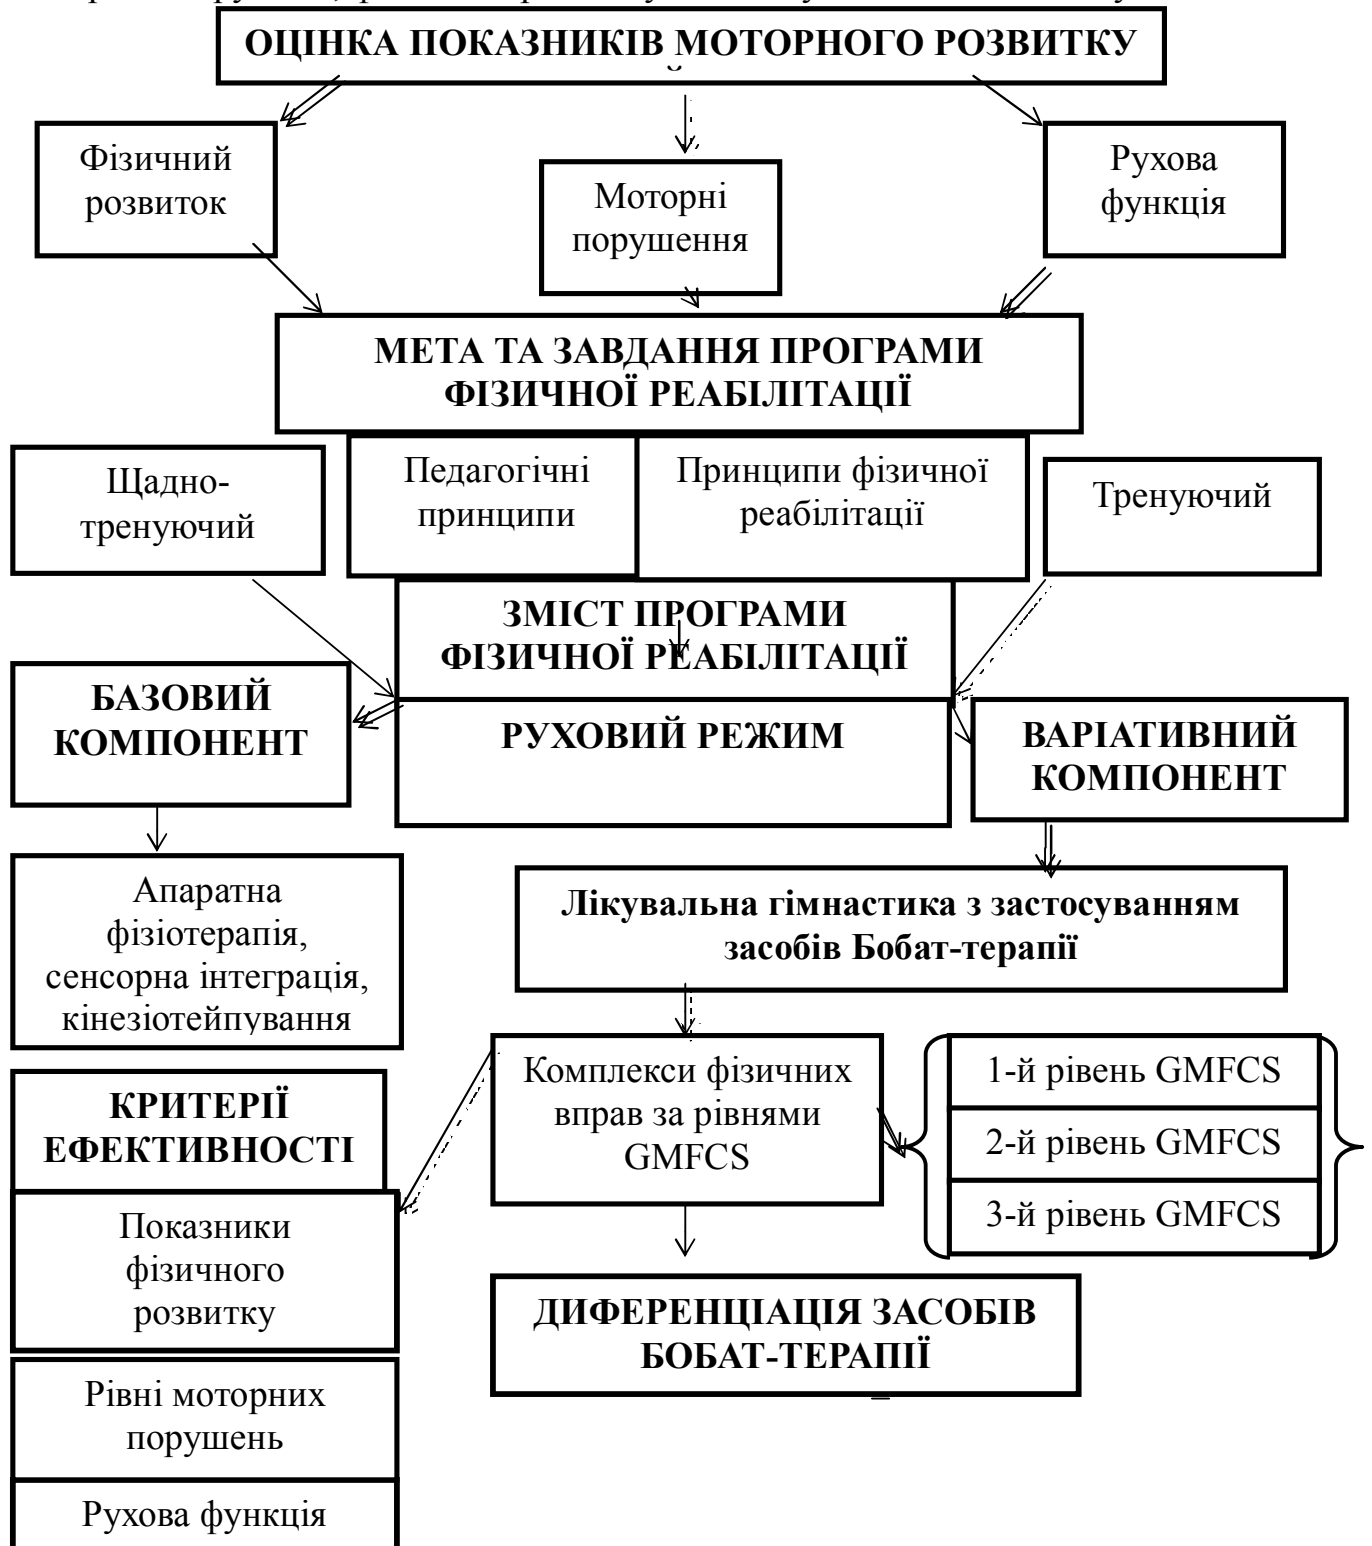 ОЦІНКА ПОКАЗНИКІВ МОТОРНОГО РОЗВИТКУ
Фізичний
розвиток
Моторні
порушення
Рухова
функція
МЕТА ТА ЗАВДАННЯ ПРОГРАМИ
ФІЗИЧНОЇ РЕАБІЛІТАЦІЇ
Щадно-
тренуючий
Педагогічні
принципи
Принципи фізичної
реабілітації
Тренуючий
ЗМІСТ ПРОГРАМИ
ФІЗИЧНОЇ РЕАБІЛІТАЦІЇ
БАЗОВИЙ
КОМПОНЕНТ
РУХОВИЙ РЕЖИМ
ВАРІАТИВНИЙ
КОМПОНЕНТ
Апаратна
фізіотерапія,
сенсорна інтеграція,
кінезіотейпування
Лікувальна гімнастика з застосуванням
засобів Бобат-терапії
Комплекси фізичних
вправ за рівнями
GMFCS
1-й рівень GMFCS
2-й рівень GMFCS
3-й рівень GMFCS
КРИТЕРІЇ
ЕФЕКТИВНОСТІ
Показники
фізичного
розвитку
Рівні моторних
порушень
Рухова функція
ДИФЕРЕНЦІАЦІЯ ЗАСОБІВ
БОБАТ-ТЕРАПІЇ